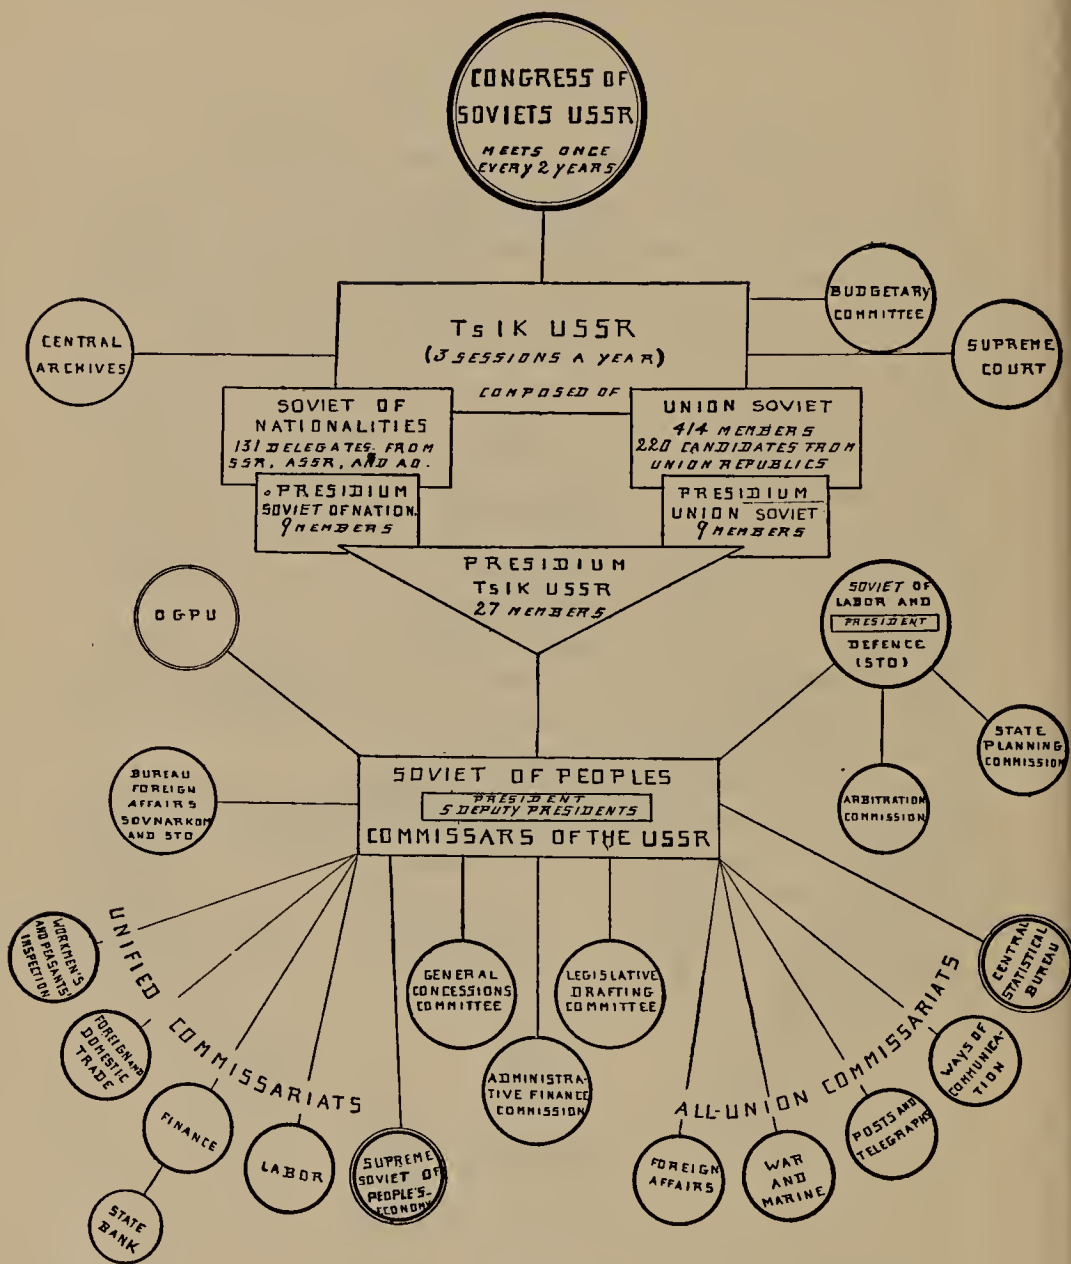 CONGRESS OF
SOVIETS USSR
MEETS ONCE
EVERY 2 YEARS
BUDGETARY
COMMITTEE
CENTRAL
ARCHIVES
TsIK USSR
(3 SESSIONS A YEAR)
COMPOSED OF
SUPREME
COURT
SOVIET OF
NATIONALITIES
131 DELEGATES FROM
SSR, ASSR, AND AO.
UNION SOVIET
414 MEMBERS
220 CANDIDATES FROM
UNION REPUBLICS
PRESIDIUM
SOVIET OF NATION.
9 MEMBERS
PRESIDIUM
UNION SOVIET
9 MEMBERS
PRESIDIUM
TsIK USSR
27 MEMBERS
OGPU
SOVIET OF
LABOR AND
PRESIDENT
DEFENCE
(STO)
STATE
PLANNING
COMMISSION
ARBITRATION
COMMISSION
BUREAU
FOREIGN
AFFAIRS
SOVNARKOM
AND STO
SOVIET OF PEOPLES
PRESIDENT
5 DEPUTY PRESIDENTS
COMMISSARS OF THE USSR
UNIFIED COMMISSARIATS
WORKMEN'S
AND PEASANTS'
INSPECTION
FOREIGN AND
DOMESTIC
TRADE
FINANCE
STATE
BANK
LABOR
SUPREME
SOVIET OF
PEOPLE'S-
ECONOMY
GENERAL
CONCESSIONS
COMMITTEE
ADMINISTRA-
TIVE FINANCE
COMMISSION
LEGISLATIVE
DRAFTING
COMMITTEE
ALL-UNION COMMISSARIATS
FOREIGN
AFFAIRS
WAR
AND
MARINE
POSTS AND
TELEGRAPHS
WAYS OF
COMMUNICA-
TION
CENTRAL
STATISTICAL
BUREAU